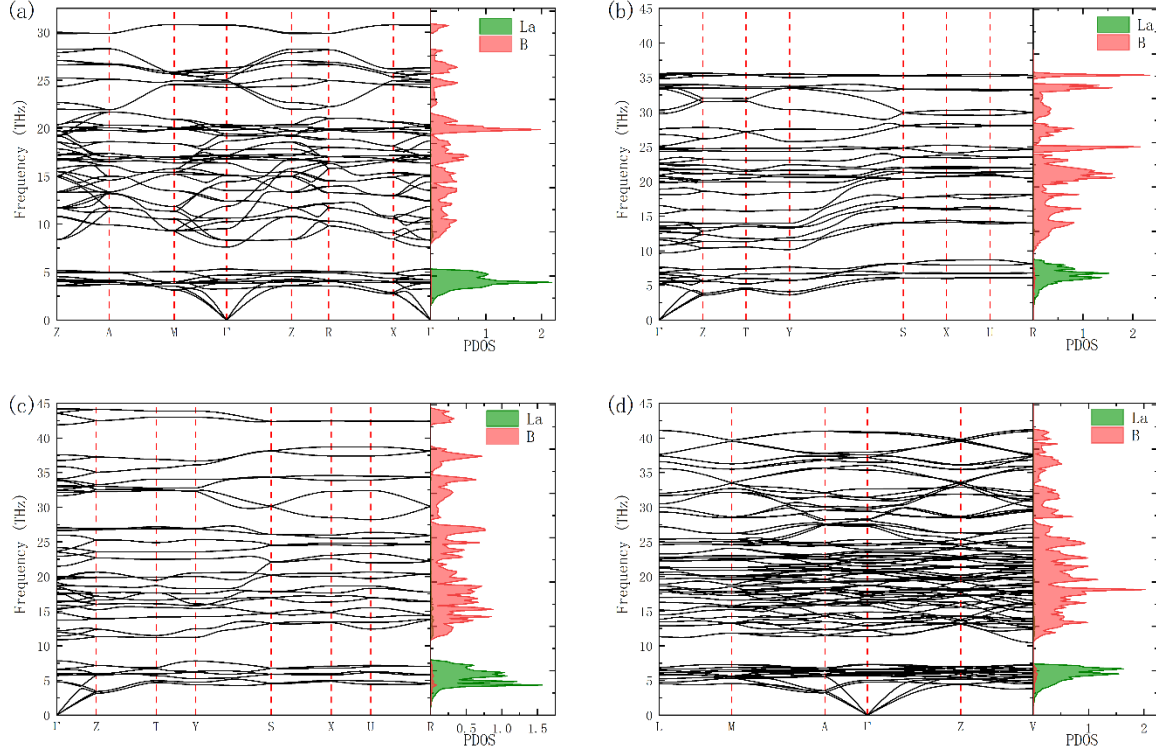 (a)
La
B
Frequency (THz)
30
25
20
15
10
5
0
Z A M Γ Z R X Γ
1 2
PDOS
(b)
La
B
Frequency (THz)
45
40
35
30
25
20
15
10
5
0
Γ Z T Y S X U R
1 2
PDOS
(c)
La
B
Frequency (THz)
45
40
35
30
25
20
15
10
5
0
Γ Z T Y S X U R
0.5 1.0 1.5
PDOS
(d)
La
B
Frequency (THz)
45
40
35
30
25
20
15
10
5
0
L M A Γ Z V
1 2
PDOS